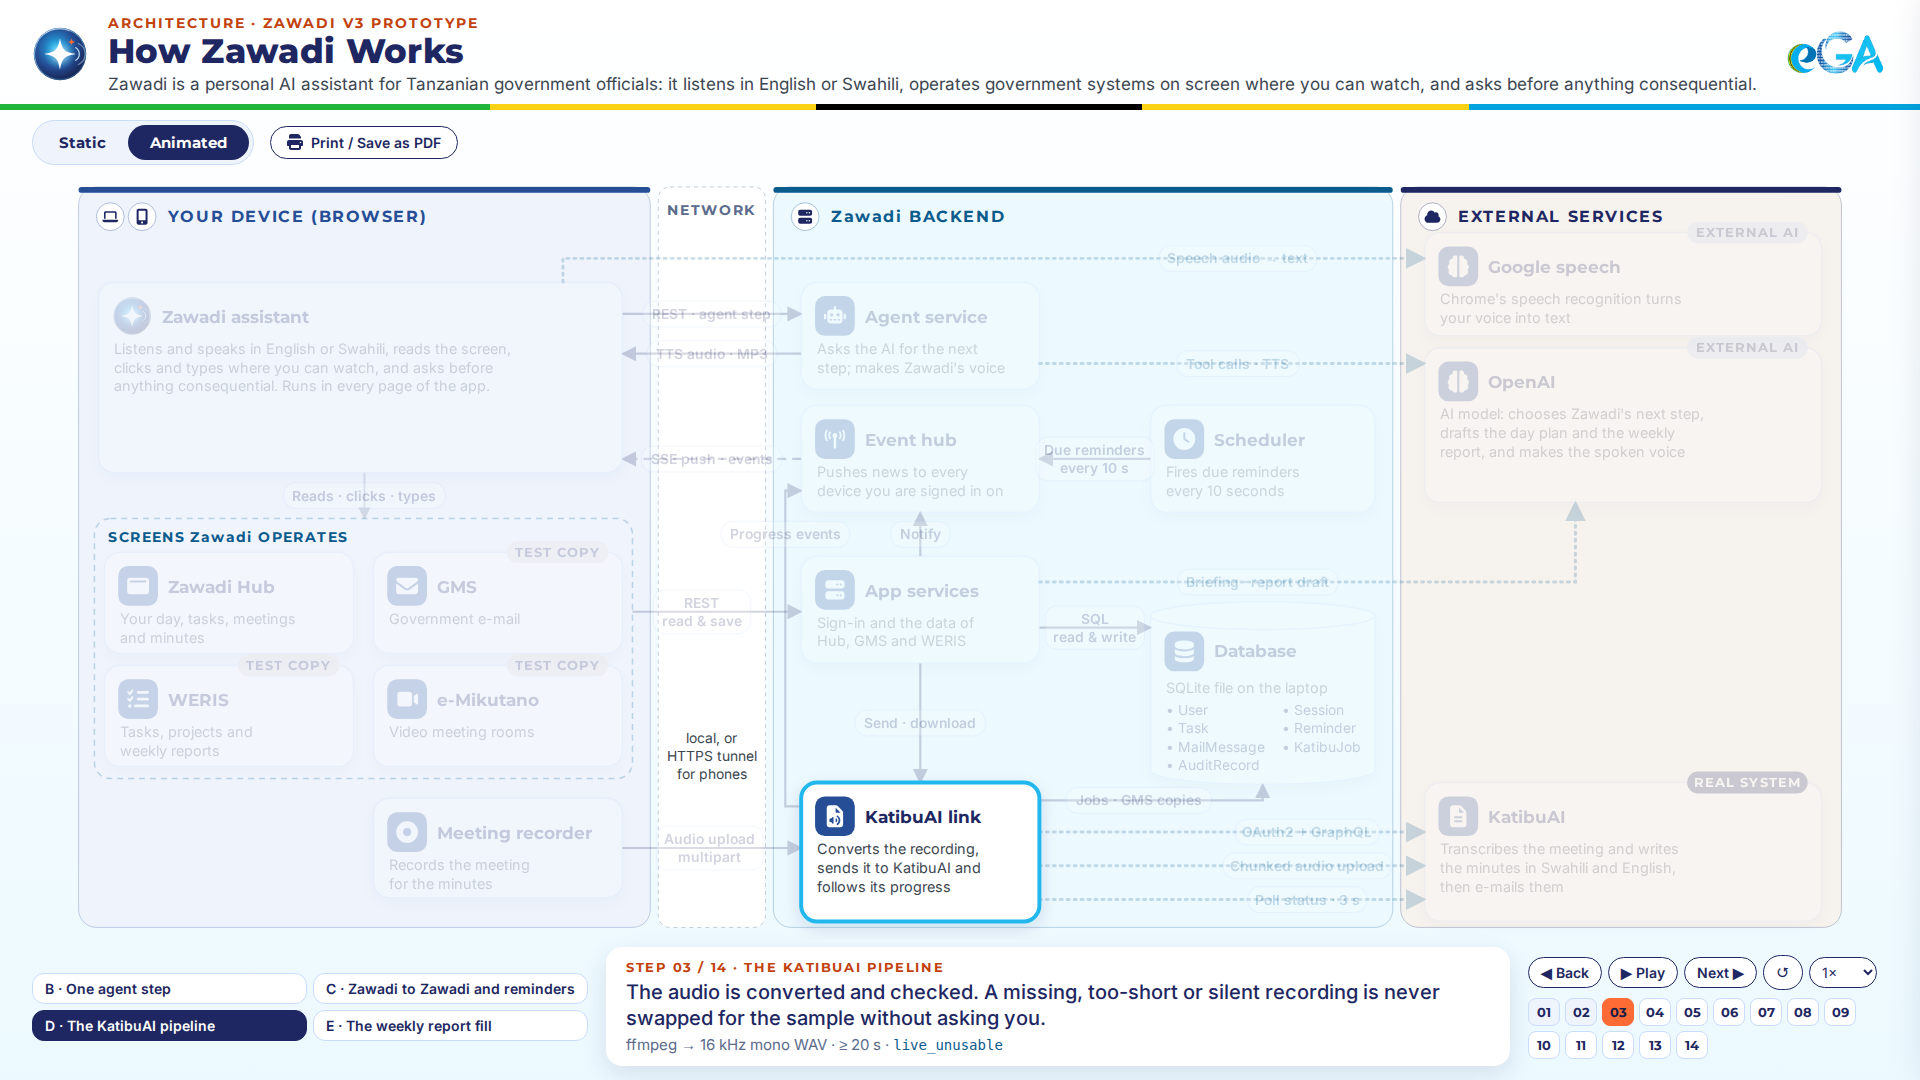 ARCHITECTURE · ZAWADI V3 PROTOTYPE
How Zawadi Works
Zawadi is a personal AI assistant for Tanzanian government officials: it listens in English or Swahili, operates government systems on screen where you can watch, and asks before anything consequential.
eGA
Static
Animated
Print / Save as PDF
YOUR DEVICE (BROWSER)
NETWORK
Zawadi BACKEND
EXTERNAL SERVICES
Speech audio → text
EXTERNAL AI
Google speech
Chrome's speech recognition turns
your voice into text
Zawadi assistant
Listens and speaks in English or Swahili, reads the screen,
clicks and types where you can watch, and asks before
anything consequential. Runs in every page of the app.
REST · agent step
TTS audio · MP3
Agent service
Asks the AI for the next
step; makes Zawadi's voice
Tool calls · TTS
EXTERNAL AI
OpenAI
AI model: chooses Zawadi's next step,
drafts the day plan and the weekly
report, and makes the spoken voice
SSE push · events
Event hub
Pushes news to every
device you are signed in on
Due reminders
every 10 s
Scheduler
Fires due reminders
every 10 seconds
Reads · clicks · types
Progress events
Notify
SCREENS Zawadi OPERATES
Zawadi Hub
Your day, tasks, meetings
and minutes
TEST COPY
GMS
Government e-mail
TEST COPY
WERIS
Tasks, projects and
weekly reports
TEST COPY
e-Mikutano
Video meeting rooms
REST
read & save
App services
Sign-in and the data of
Hub, GMS and WERIS
Briefing · report draft
SQL
read & write
Database
SQLite file on the laptop
• User
• Session
• Task
• Reminder
• MailMessage
• KatibuJob
• AuditRecord
Send · download
local, or
HTTPS tunnel
for phones
Meeting recorder
Records the meeting
for the minutes
Audio upload
multipart
KatibuAI link
Converts the recording,
sends it to KatibuAI and
follows its progress
Jobs · GMS copies
OAuth2 + GraphQL
Chunked audio upload
Poll status · 3 s
REAL SYSTEM
KatibuAI
Transcribes the meeting and writes
the minutes in Swahili and English,
then e-mails them
B · One agent step
C · Zawadi to Zawadi and reminders
D · The KatibuAI pipeline
E · The weekly report fill
STEP 03 / 14 · THE KATIBUAI PIPELINE
The audio is converted and checked. A missing, too-short or silent recording is never
swapped for the sample without asking you.
ffmpeg → 16 kHz mono WAV · ≥ 20 s · live_unusable
◀ Back
▶ Play
Next ▶
↺
1×
01 02 03 04 05 06 07 08 09
10 11 12 13 14